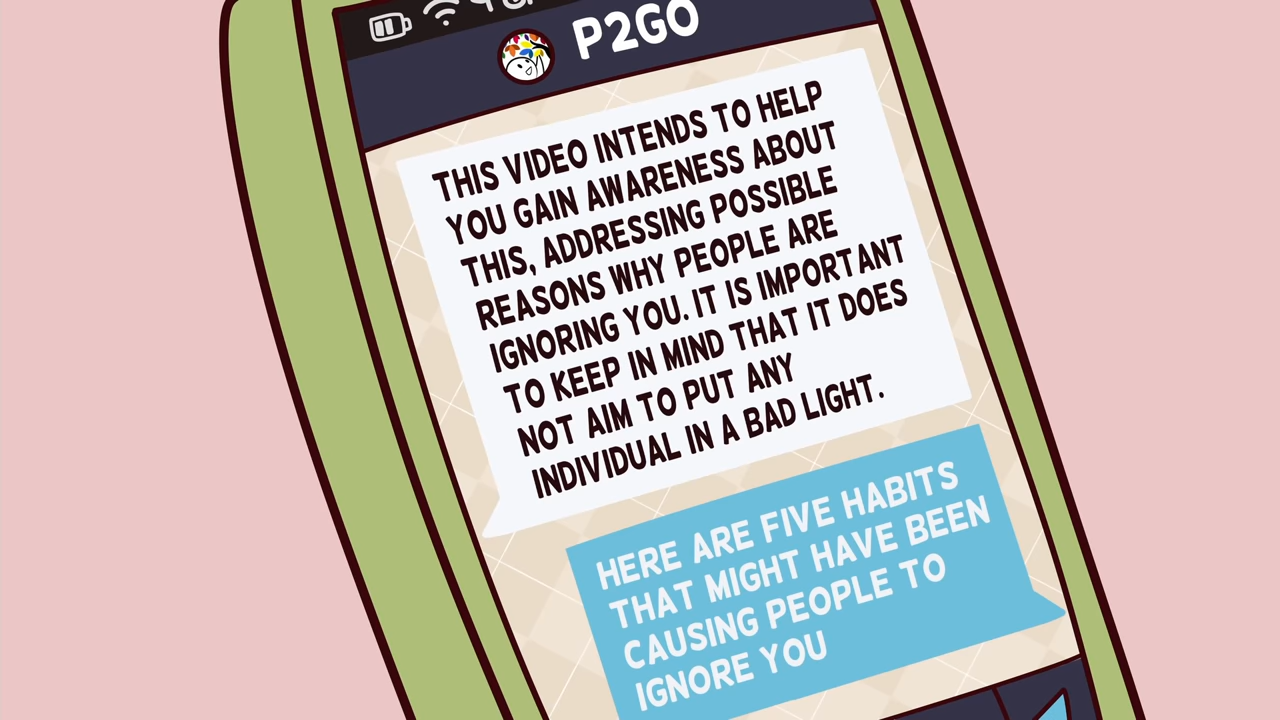 P2GO
THIS VIDEO INTENDS TO HELP
YOU GAIN AWARENESS ABOUT
THIS, ADDRESSING POSSIBLE
REASONS WHY PEOPLE ARE
IGNORING YOU. IT IS IMPORTANT
TO KEEP IN MIND THAT IT DOES
NOT AIM TO PUT ANY
INDIVIDUAL IN A BAD LIGHT.
HERE ARE FIVE HABITS
THAT MIGHT HAVE BEEN
CAUSING PEOPLE TO
IGNORE YOU